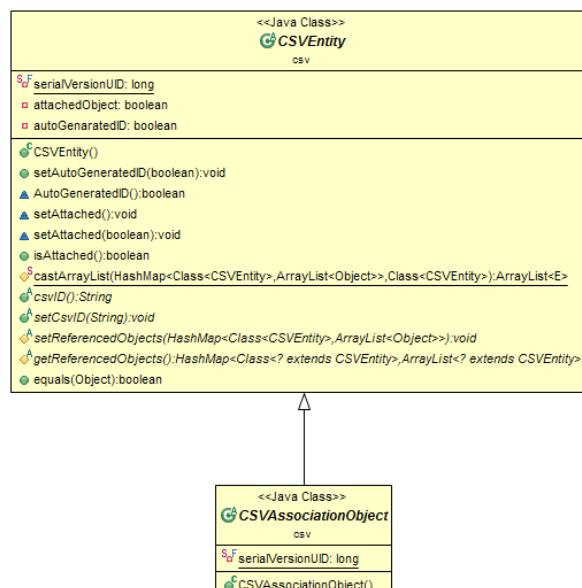 <<Java Class>>
CSVEntity
csv
serialVersionUID: long
attachedObject: boolean
autoGenaratedID: boolean
CSVEntity()
setAutoGeneratedID(boolean):void
AutoGeneratedID():boolean
setAttached():void
setAttached(boolean):void
isAttached():boolean
castArrayList(HashMap<Class<CSVEntity>,ArrayList<Object>>,Class<CSVEntity>):ArrayList<E>
csvID():String
setCsvID(String):void
setReferencedObjects(HashMap<Class<CSVEntity>,ArrayList<Object>>):void
getReferencedObjects():HashMap<Class<? extends CSVEntity>,ArrayList<? extends CSVEntity>
equals(Object):boolean
<<Java Class>>
CSVAssociationObject
csv
serialVersionUID: long
CSVAssociationObject()